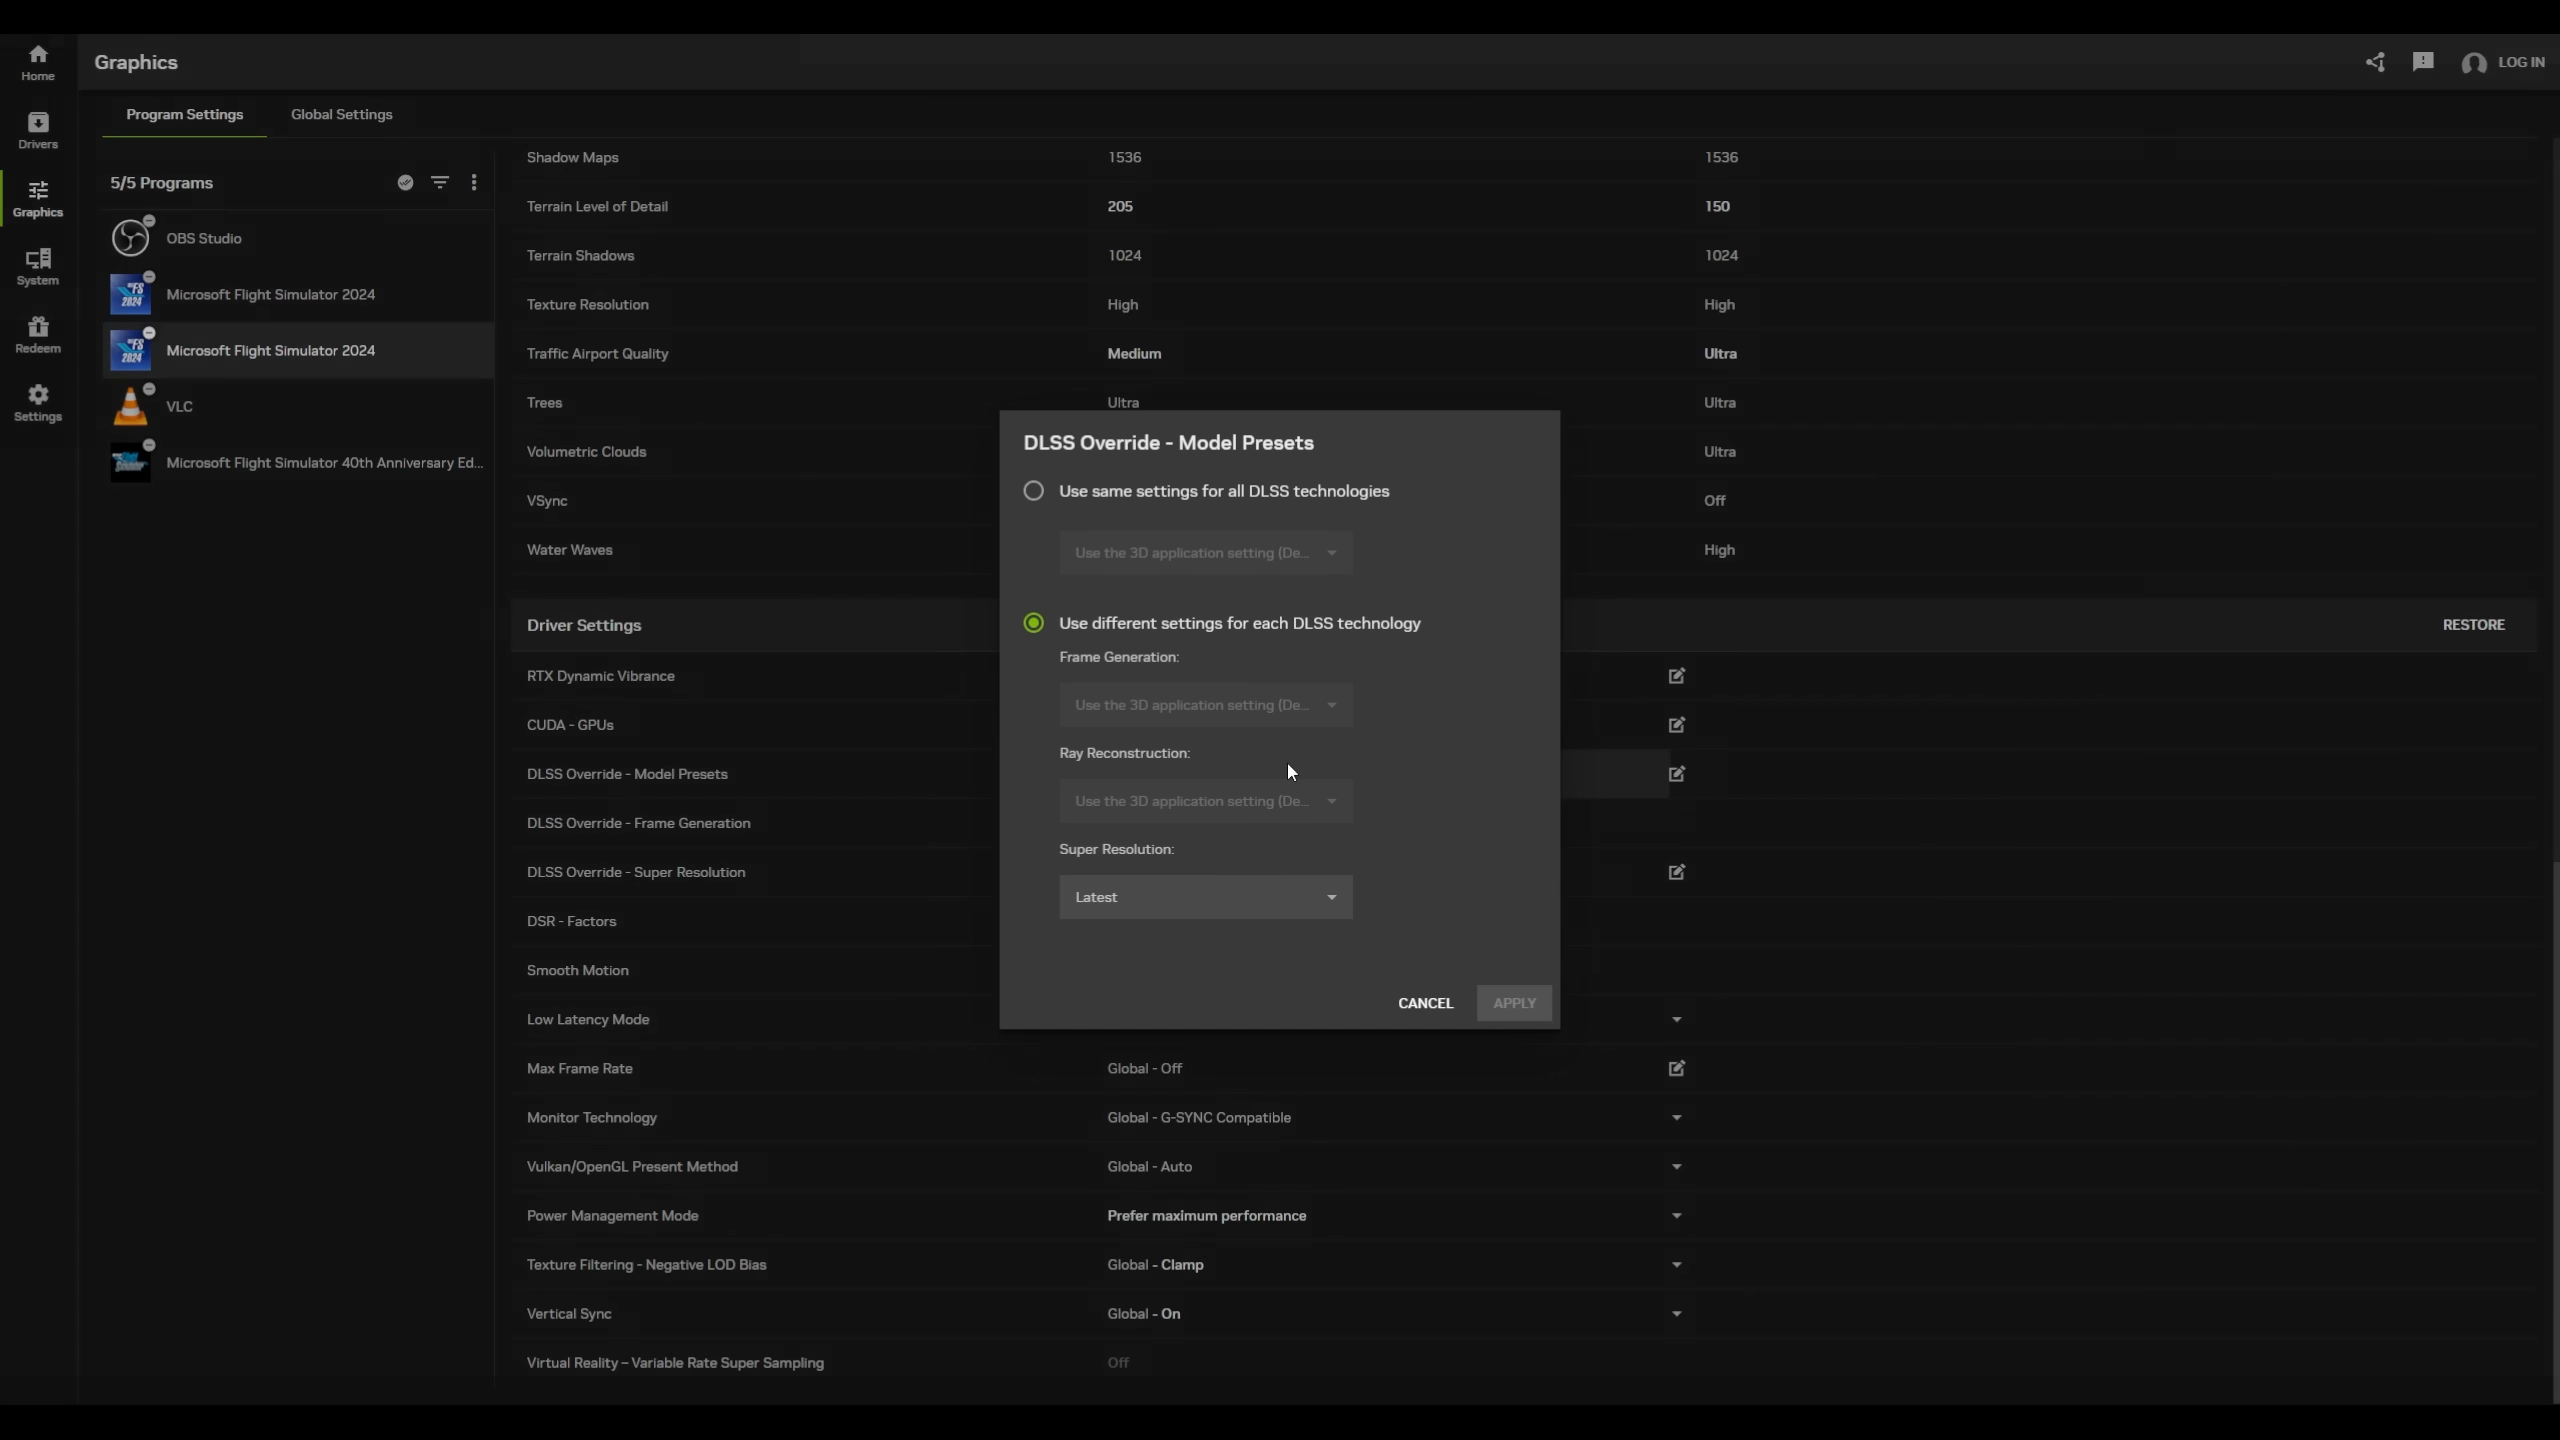 Graphics
LOG IN
Home
Drivers
Graphics
System
Redeem
Settings
Program Settings
Global Settings
5/5 Programs
OBS Studio
FS 2024
Microsoft Flight Simulator 2024
FS 2024
Microsoft Flight Simulator 2024
VLC
Microsoft Flight Simulator 40th Anniversary Ed...
Shadow Maps 1536 1536
Terrain Level of Detail 205 150
Terrain Shadows 1024 1024
Texture Resolution High High
Traffic Airport Quality Medium Ultra
Trees Ultra Ultra
Volumetric Clouds Ultra
VSync Off
Water Waves High
Driver Settings RESTORE
RTX Dynamic Vibrance
CUDA - GPUs
DLSS Override - Model Presets
DLSS Override - Frame Generation
DLSS Override - Super Resolution
DSR - Factors
Smooth Motion
Low Latency Mode
Max Frame Rate Global - Off
Monitor Technology Global - G-SYNC Compatible
Vulkan/OpenGL Present Method Global - Auto
Power Management Mode Prefer maximum performance
Texture Filtering - Negative LOD Bias Global - Clamp
Vertical Sync Global - On
Virtual Reality – Variable Rate Super Sampling Off
DLSS Override - Model Presets
Use same settings for all DLSS technologies
Use the 3D application setting (De...
Use different settings for each DLSS technology
Frame Generation:
Use the 3D application setting (De...
Ray Reconstruction:
Use the 3D application setting (De...
Super Resolution:
Latest
CANCEL APPLY